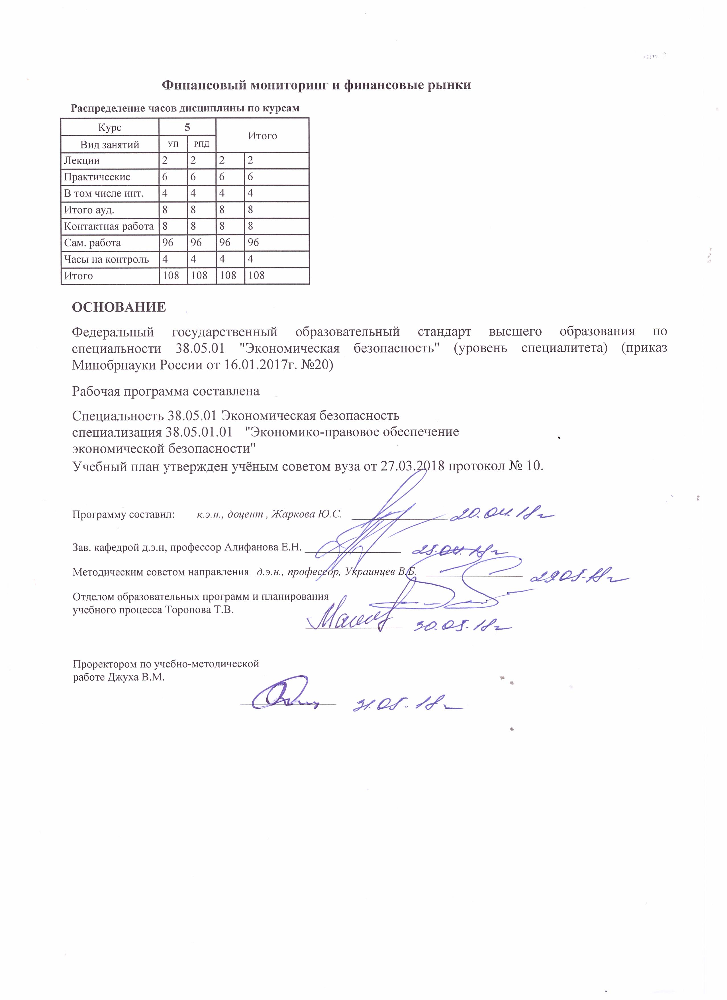 стр.
Финансовый мониторинг и финансовые рынки
Распределение часов дисциплины по курсам
Курс 5 Итого
Вид занятий УП РПД
Лекции 2 2 2 2
Практические 6 6 6 6
В том числе инт. 4 4 4 4
Итого ауд. 8 8 8 8
Контактная работа 8 8 8 8
Сам. работа 96 96 96 96
Часы на контроль 4 4 4 4
Итого 108 108 108 108
ОСНОВАНИЕ
Федеральный государственный образовательный стандарт высшего образования по
специальности 38.05.01 "Экономическая безопасность" (уровень специалитета) (приказ
Минобрнауки России от 16.01.2017г. №20)
Рабочая программа составлена
Специальность 38.05.01 Экономическая безопасность
специализация 38.05.01.01 "Экономико-правовое обеспечение
экономической безопасности"
Учебный план утвержден учёным советом вуза от 27.03.2018 протокол № 10.
Программу составил: к.э.н., доцент , Жаркова Ю.С. 20.04.18г
Зав. кафедрой д.э.н, профессор Алифанова Е.Н. 25.04.18г
Методическим советом направления д.э.н., профессор, Украинцев В.Б. 29.05.18г
Отделом образовательных программ и планирования
учебного процесса Торопова Т.В.
30.05.18г
Проректором по учебно-методической
работе Джуха В.М.
31.05.18г